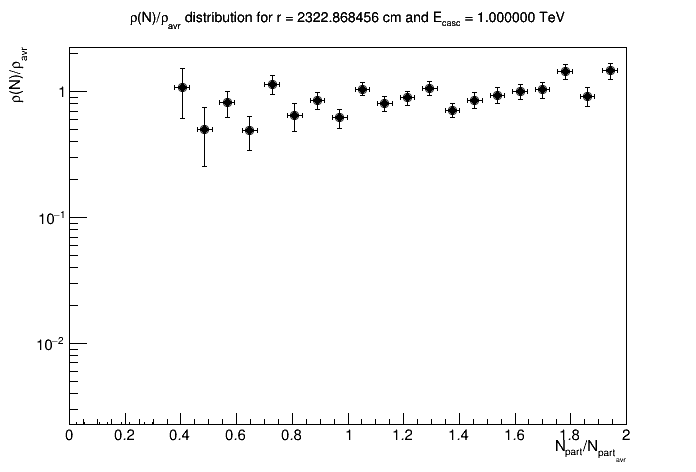 ρ(N)/ρ_avr distribution for r = 2322.868456 cm and E_casc = 1.000000 TeV
ρ(N)/ρ_avr
1
10⁻¹
10⁻²
0 0.2 0.4 0.6 0.8 1 1.2 1.4 1.6 1.8 2
N_part/N_part_avr